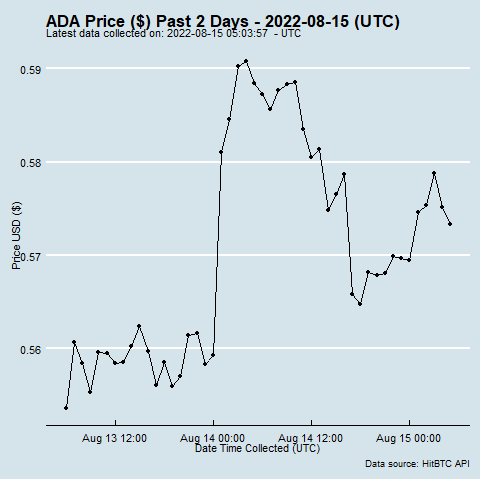 ADA Price ($) Past 2 Days - 2022-08-15 (UTC)
Latest data collected on: 2022-08-15 05:03:57 - UTC
0.59
0.58
0.57
0.56
Price USD ($)
Aug 13 12:00
Aug 14 00:00
Aug 14 12:00
Aug 15 00:00
Date Time Collected (UTC)
Data source: HitBTC API